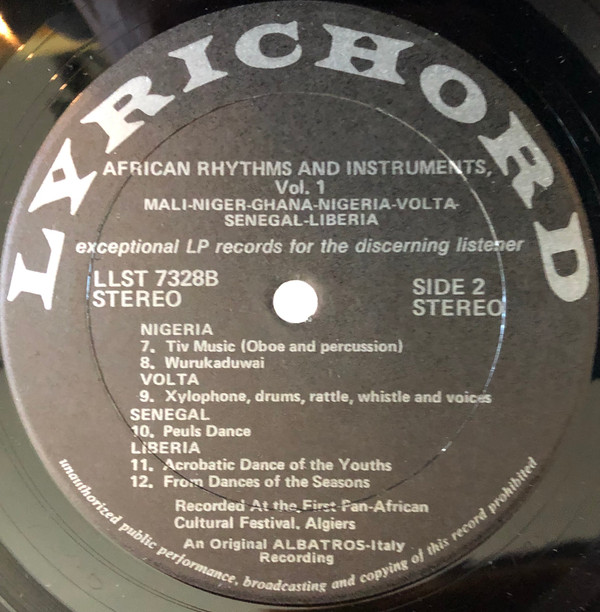 LYRICHORD
AFRICAN RHYTHMS AND INSTRUMENTS,
Vol. 1
MALI-NIGER-GHANA-NIGERIA-VOLTA-
SENEGAL-LIBERIA
exceptional LP records for the discerning listener
LLST 7328B
STEREO
SIDE 2
STEREO
NIGERIA
7. Tiv Music (Oboe and percussion)
8. Wurukaduwai
VOLTA
9. Xylophone, drums, rattle, whistle and voices
SENEGAL
10. Peuls Dance
LIBERIA
11. Acrobatic Dance of the Youths
12. From Dances of the Seasons
Recorded At the First Pan-African
Cultural Festival, Algiers
An Original ALBATROS-Italy
Recording
unauthorized public performance, broadcasting and copying of this record prohibited